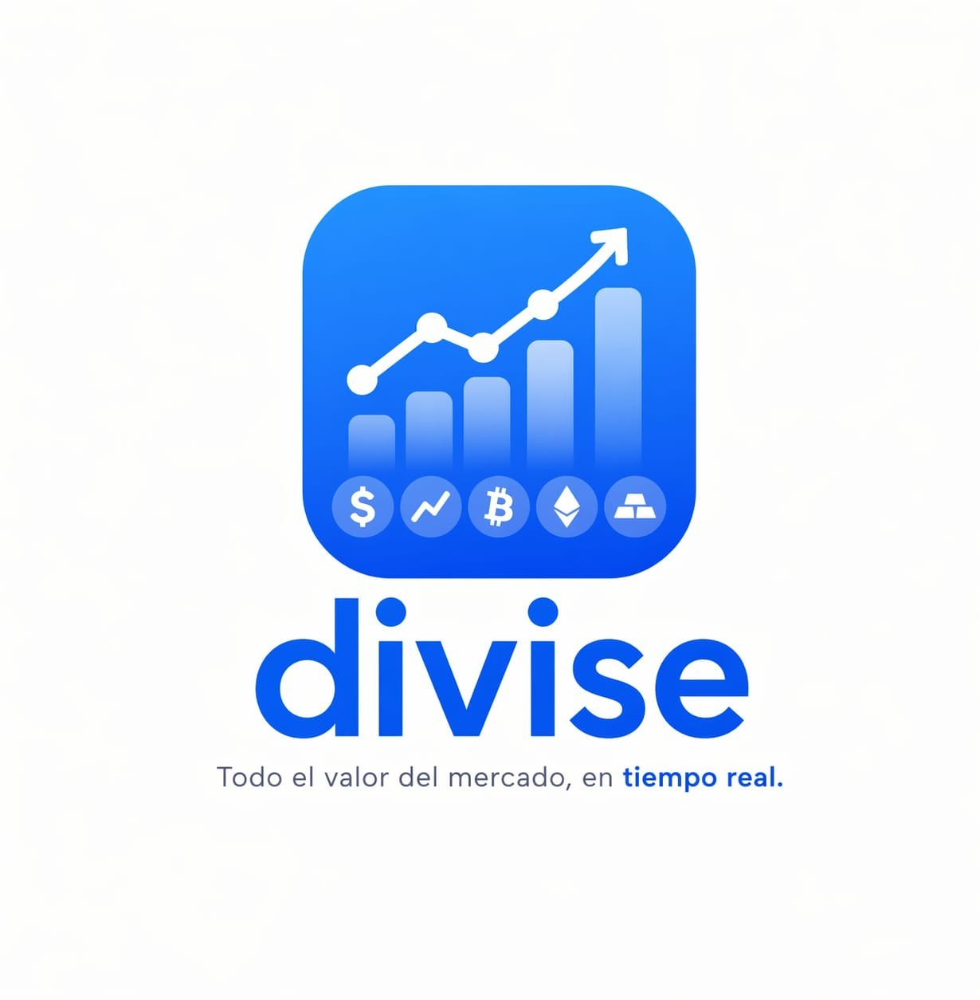 $
divise
Todo el valor del mercado, en tiempo real.